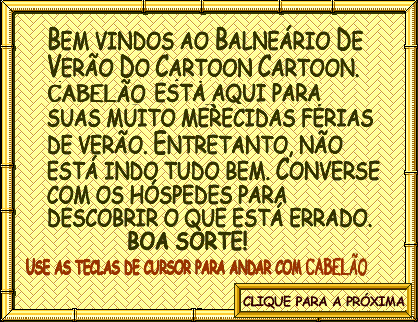 BEM VINDOS AO BALNEÁRIO DE
VERÃO DO CARTOON CARTOON.
CABELÃO ESTÁ AQUI PARA
SUAS MUITO MERECIDAS FÉRIAS
DE VERÃO. ENTRETANTO, NÃO
ESTÁ INDO TUDO BEM. CONVERSE
COM OS HÓSPEDES PARA
DESCOBRIR O QUE ESTÁ ERRADO.
BOA SORTE!
USE AS TECLAS DE CURSOR PARA ANDAR COM CABELÃO
CLIQUE PARA A PRÓXIMA